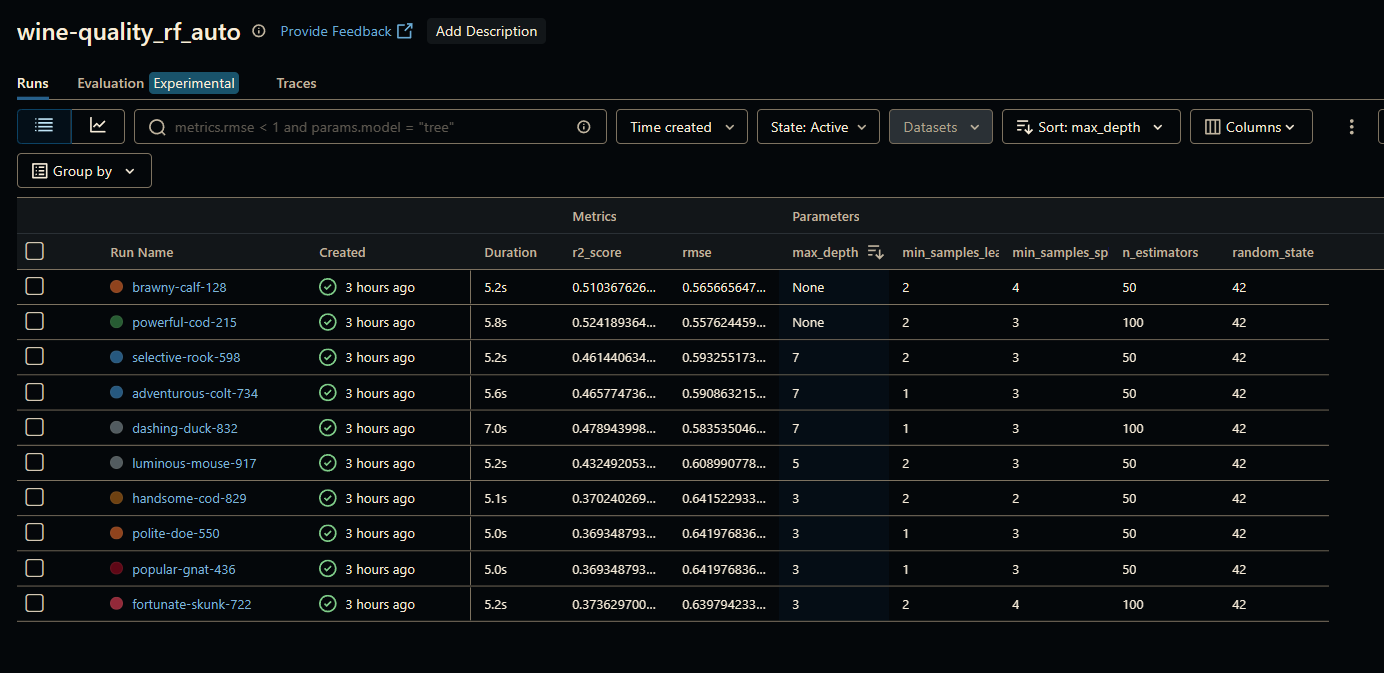 wine-quality_rf_auto Provide Feedback Add Description
Runs Evaluation Experimental Traces
metrics.rmse < 1 and params.model = "tree" Time created State: Active Datasets Sort: max_depth Columns
Group by
Metrics Parameters
Run Name Created Duration r2_score rmse max_depth min_samples_lea min_samples_sp n_estimators random_state
brawny-calf-128 3 hours ago 5.2s 0.510367626... 0.565665647... None 2 4 50 42
powerful-cod-215 3 hours ago 5.8s 0.524189364... 0.557624459... None 2 3 100 42
selective-rook-598 3 hours ago 5.2s 0.461440634... 0.593255173... 7 2 3 50 42
adventurous-colt-734 3 hours ago 5.6s 0.465774736... 0.590863215... 7 1 3 50 42
dashing-duck-832 3 hours ago 7.0s 0.478943998... 0.583535046... 7 1 3 100 42
luminous-mouse-917 3 hours ago 5.2s 0.432492053... 0.608990778... 5 2 3 50 42
handsome-cod-829 3 hours ago 5.1s 0.370240269... 0.641522933... 3 2 2 50 42
polite-doe-550 3 hours ago 5.0s 0.369348793... 0.641976836... 3 1 3 50 42
popular-gnat-436 3 hours ago 5.0s 0.369348793... 0.641976836... 3 1 3 50 42
fortunate-skunk-722 3 hours ago 5.2s 0.373629700... 0.639794233... 3 2 4 100 42